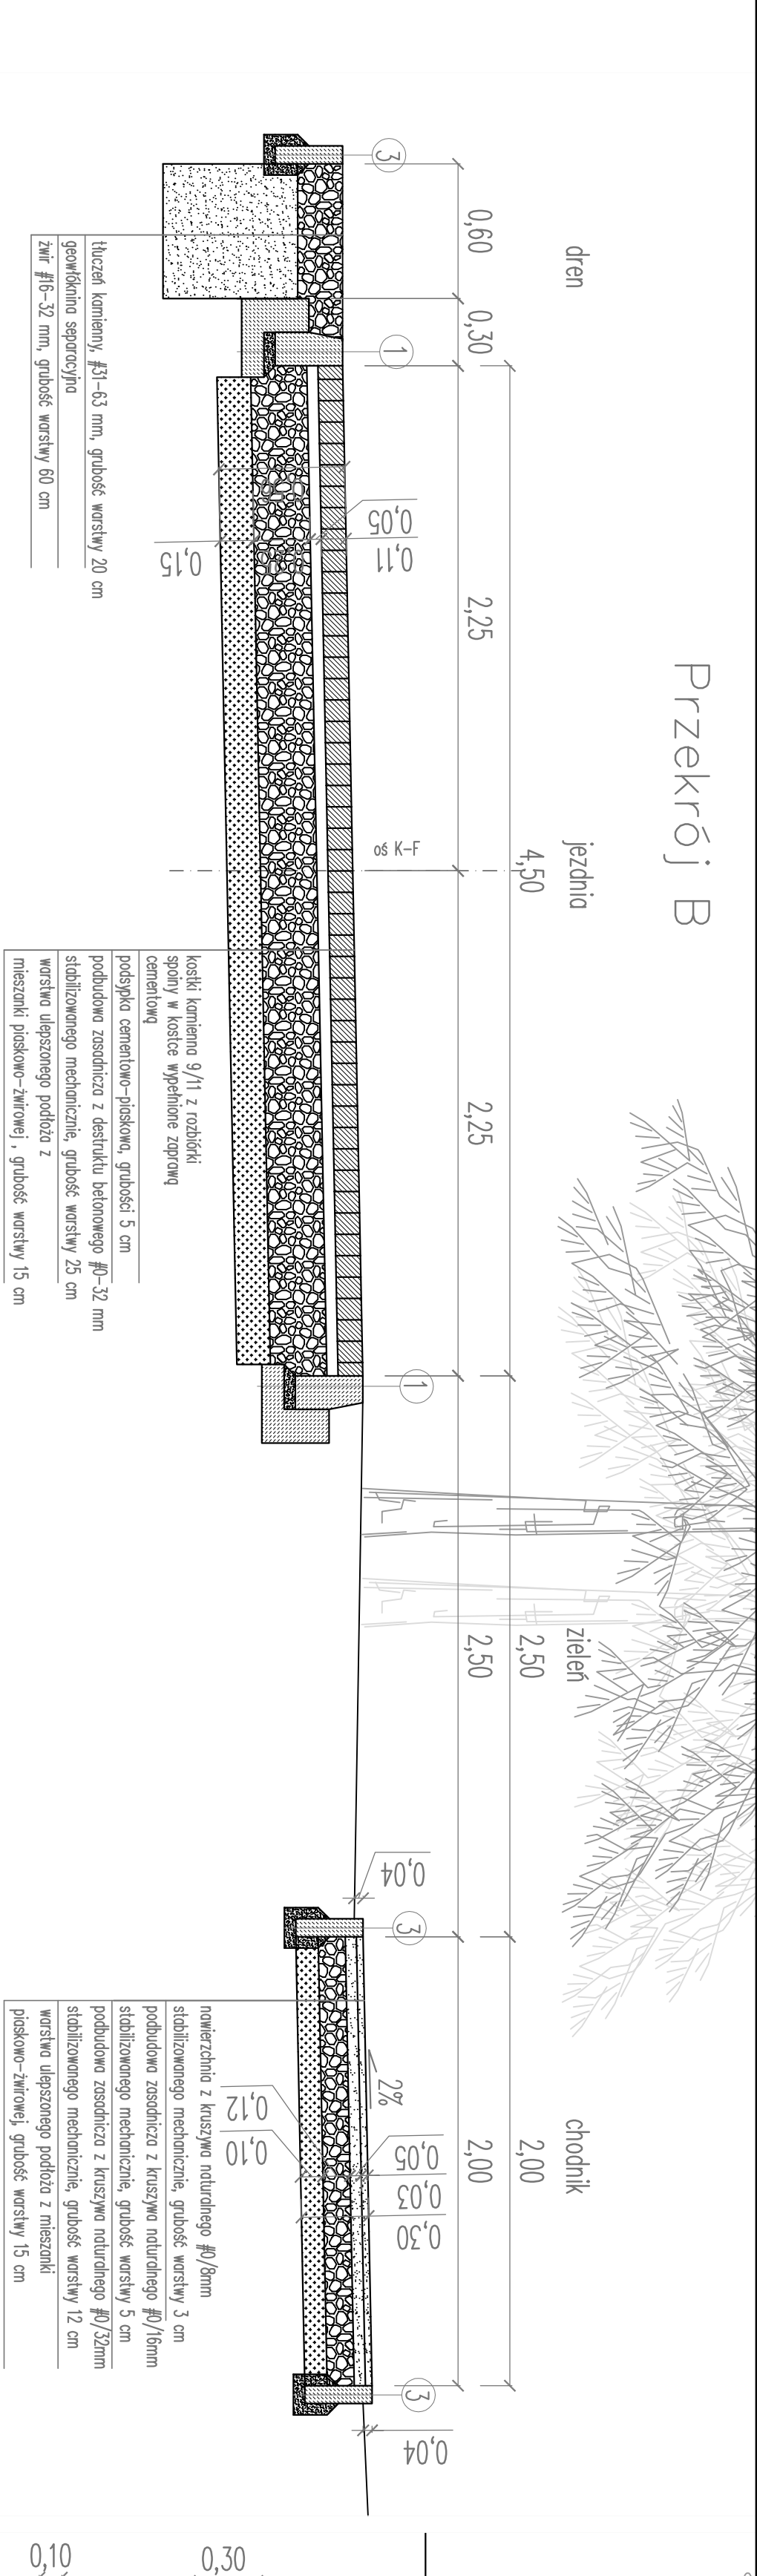 Przekrój B
dren
jezdnia
zieleń
chodnik
4,50
2,50
2,00
0,60
0,30
2,25
2,25
2,50
2,00
oś K-F
3
1
1
3
3
0,05
0,11
0,15
0,04
2%
0,05
0,03
0,30
0,12
0,10
0,04
tłuczeń kamienny, #31-63 mm, grubość warstwy 20 cm
geowłóknina separacyjna
żwir #16-32 mm, grubość warstwy 60 cm
kostki kamienna 9/11 z rozbiórki
spoiny w kostce wypełnione zaprawą
cementową
podsypka cementowo-piaskowa, grubości 5 cm
podbudowa zasadnicza z destruktu betonowego #0-32 mm
stabilizowanego mechanicznie, grubość warstwy 25 cm
warstwa ulepszonego podłoża z
mieszanki piaskowo-żwirowej , grubość warstwy 15 cm
nawierzchnia z kruszywa naturalnego #0/8mm
stabilizowanego mechanicznie, grubość warstwy 3 cm
podbudowa zasadnicza z kruszywa naturalnego #0/16mm
stabilizowanego mechanicznie, grubość warstwy 5 cm
podbudowa zasadnicza z kruszywa naturalnego #0/32mm
stabilizowanego mechanicznie, grubość warstwy 12 cm
warstwa ulepszonego podłoża z mieszanki
piaskowo-żwirowej, grubość warstwy 15 cm
0,10
0,30